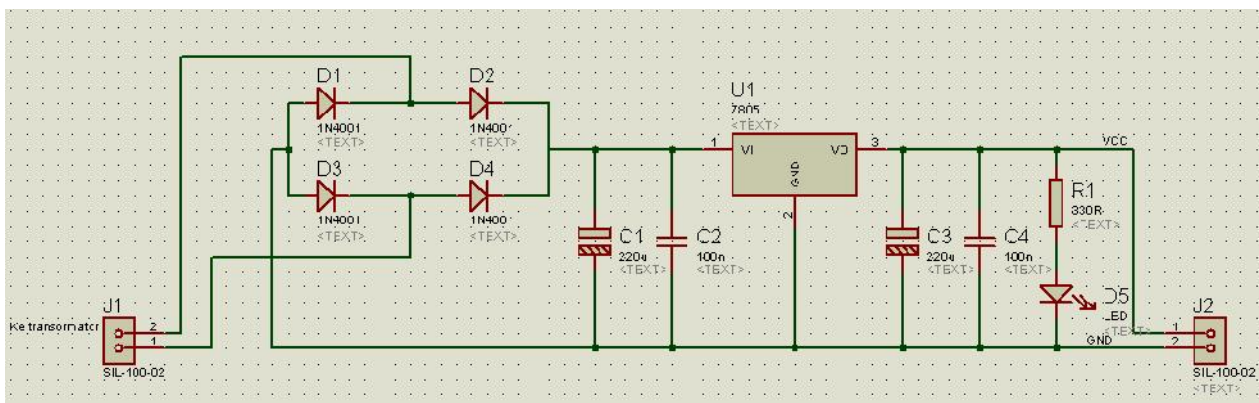 D1
1N4001
<TEXT>
D2
1N4001
<TEXT>
D3
1N4001
<TEXT>
D4
1N4001
<TEXT>
U1
7805
<TEXT>
1
VI
VO
3
GND
2
C1
220u
<TEXT>
C2
100n
<TEXT>
C3
220u
<TEXT>
C4
100n
<TEXT>
VCC
R1
330R
<TEXT>
D5
LED
<TEXT>
J1
Ke transormator
2
1
SIL-100-02
J2
1
GND
2
SIL-100-02
<TEXT>